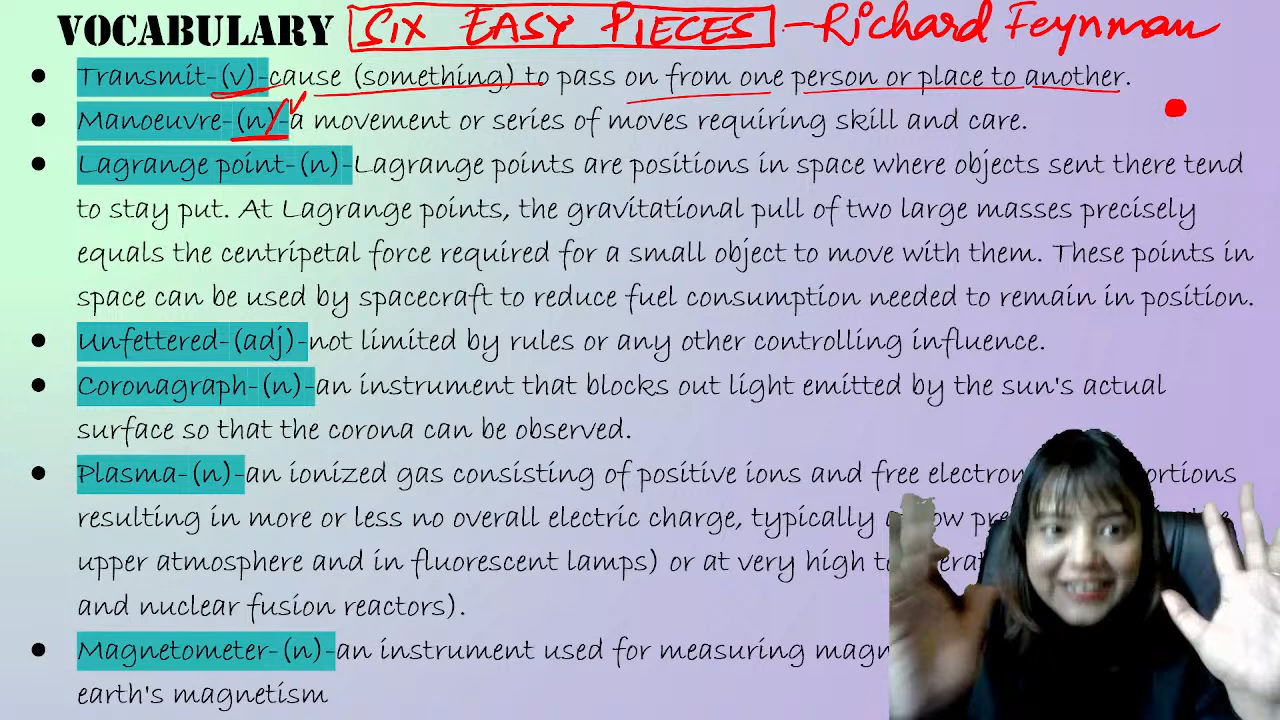 VOCABULARY SIX EASY PIECES -Richard Feynman
● Transmit-(v)-cause (something) to pass on from one person or place to another.
● Manoeuvre-(n)/v-a movement or series of moves requiring skill and care.
● Lagrange point-(n)-Lagrange points are positions in space where objects sent there tend
to stay put. At Lagrange points, the gravitational pull of two large masses precisely
equals the centripetal force required for a small object to move with them. These points in
space can be used by spacecraft to reduce fuel consumption needed to remain in position.
● Unfettered-(adj)-not limited by rules or any other controlling influence.
● Coronagraph-(n)-an instrument that blocks out light emitted by the sun's actual
surface so that the corona can be observed.
● Plasma-(n)-an ionized gas consisting of positive ions and free
resulting in more or less no overall electric charge, typically
upper atmosphere and in fluorescent lamps) or at very high
and nuclear fusion reactors).
● Magnetometer-(n)-an instrument used for measuring
earth's magnetism